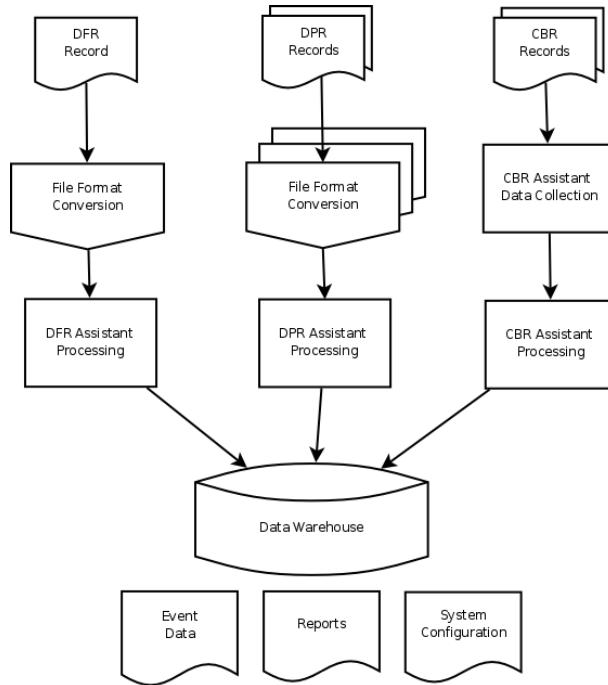 DFR
Record
DPR
Records
CBR
Records
File Format
Conversion
File Format
Conversion
CBR Assistant
Data Collection
DFR Assistant
Processing
DPR Assistant
Processing
CBR Assistant
Processing
Data Warehouse
Event
Data
Reports
System
Configuration